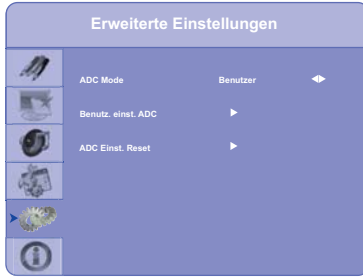 Erweiterte Einstellungen
ADC Mode Benutzer
Benutz. einst. ADC
ADC Einst. Reset